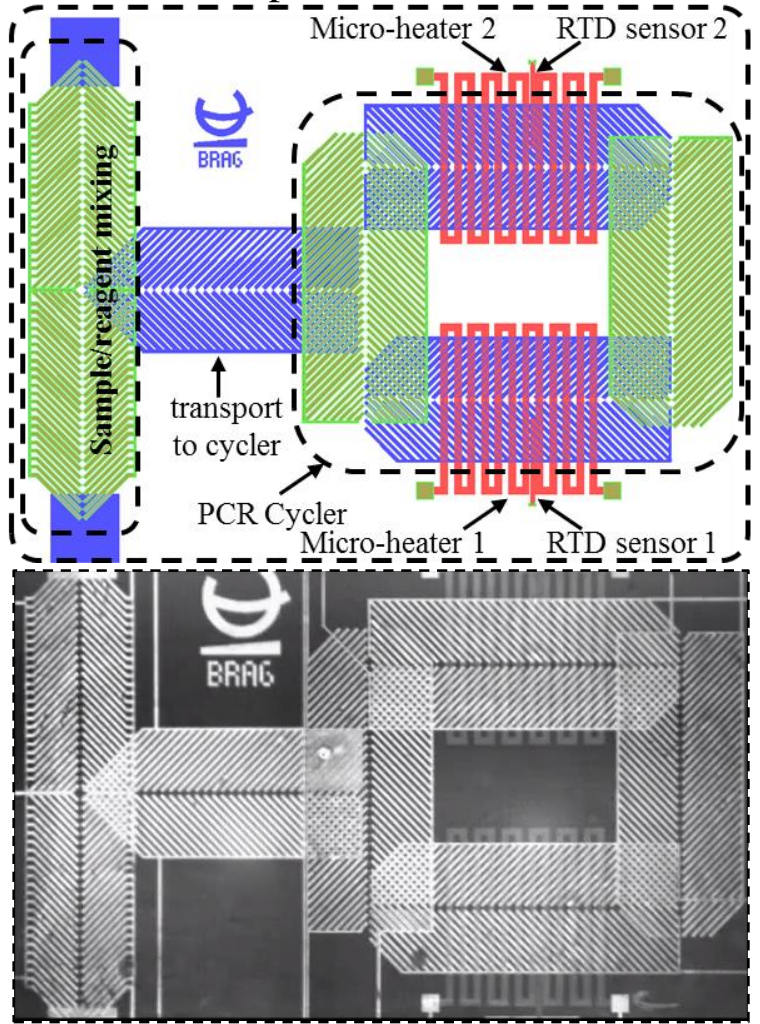 Micro-heater 2
RTD sensor 2
BRAG
Sample/reagent mixing
transport
to cycler
PCR Cycler
Micro-heater 1
RTD sensor 1
BRAG